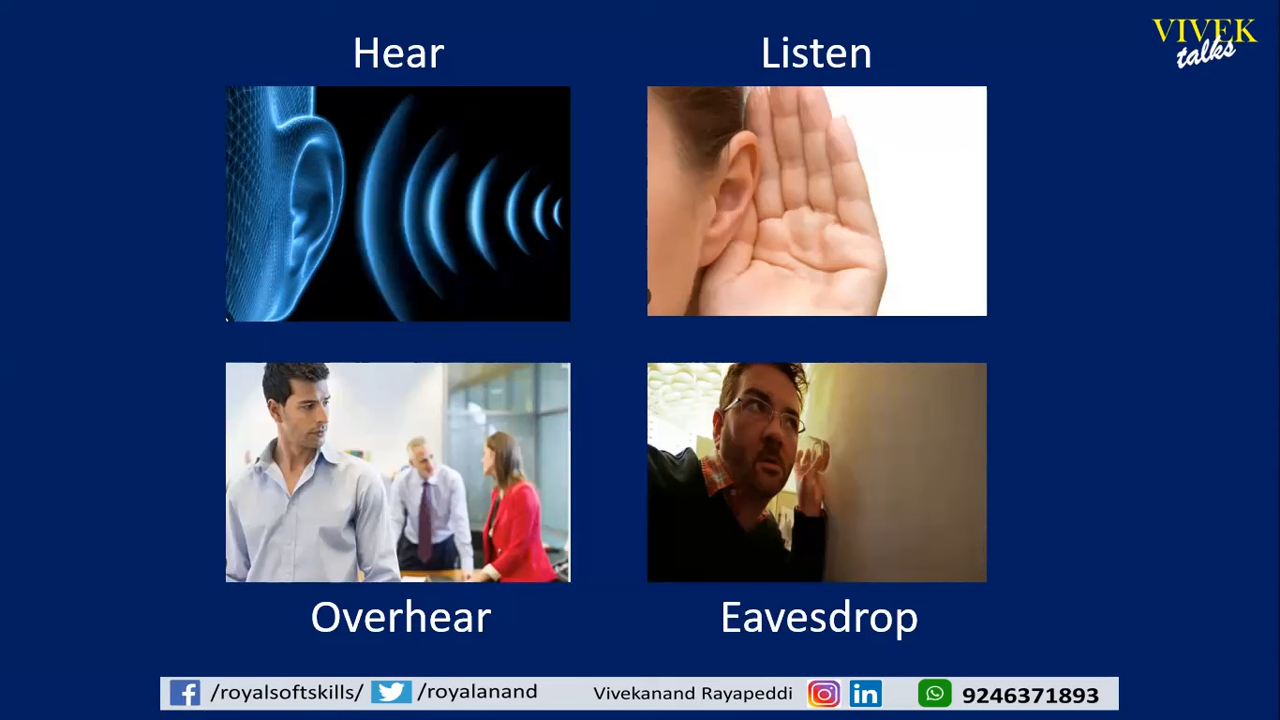 VIVEK
talks
Hear
Listen
Overhear
Eavesdrop
/royalsoftskills/ /royalanand Vivekanand Rayapeddi 9246371893